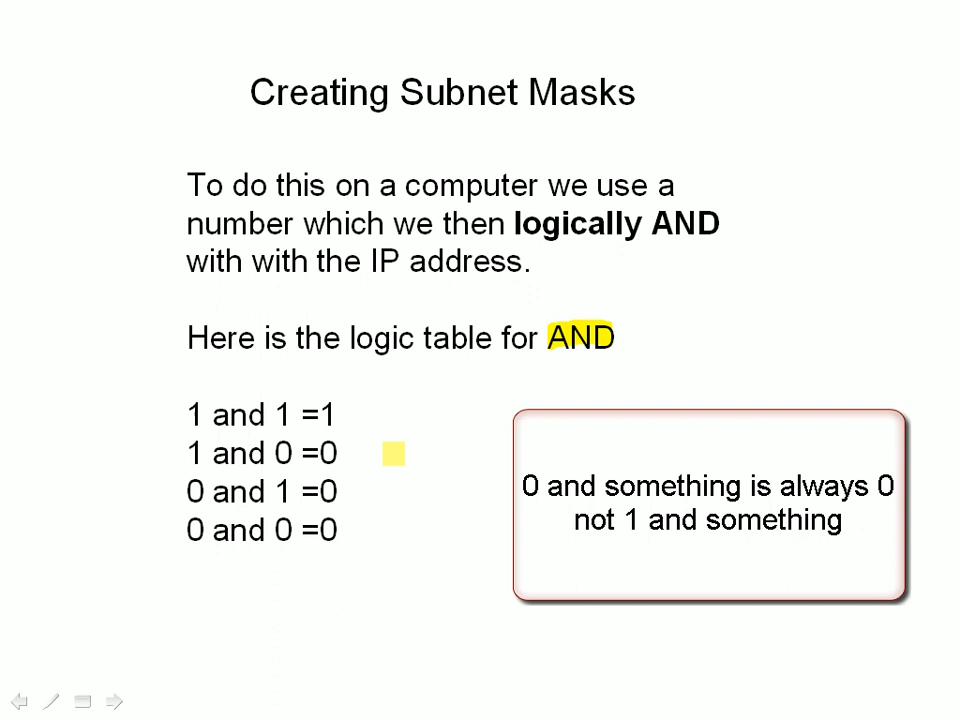 Creating Subnet Masks
To do this on a computer we use a
number which we then logically AND
with with the IP address.
Here is the logic table for AND
1 and 1 =1
1 and 0 =0
0 and 1 =0
0 and 0 =0
0 and something is always 0
not 1 and something